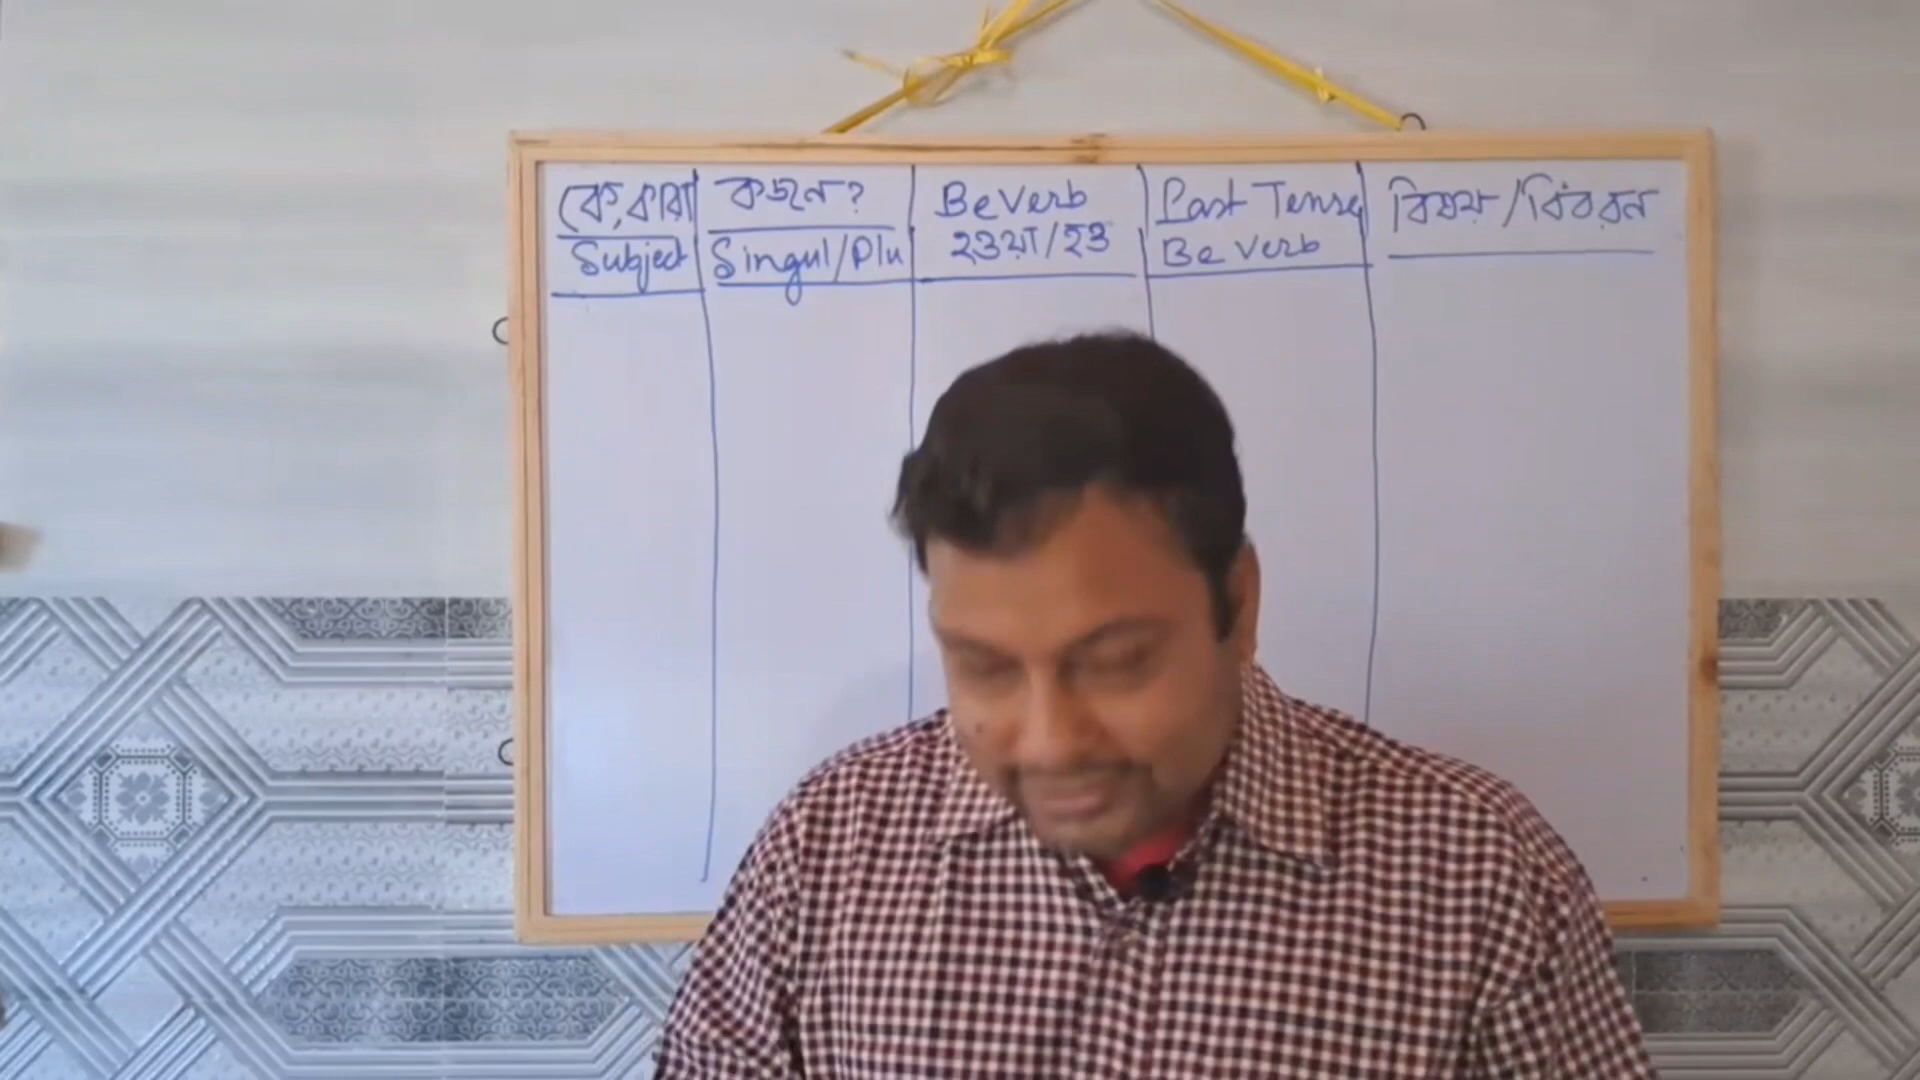 কে, কারা
Subject
কজনে?
Singul/Plu
Be Verb
হওয়া/হও
Past Tense
Be Verb
বিষয়/বিবরন